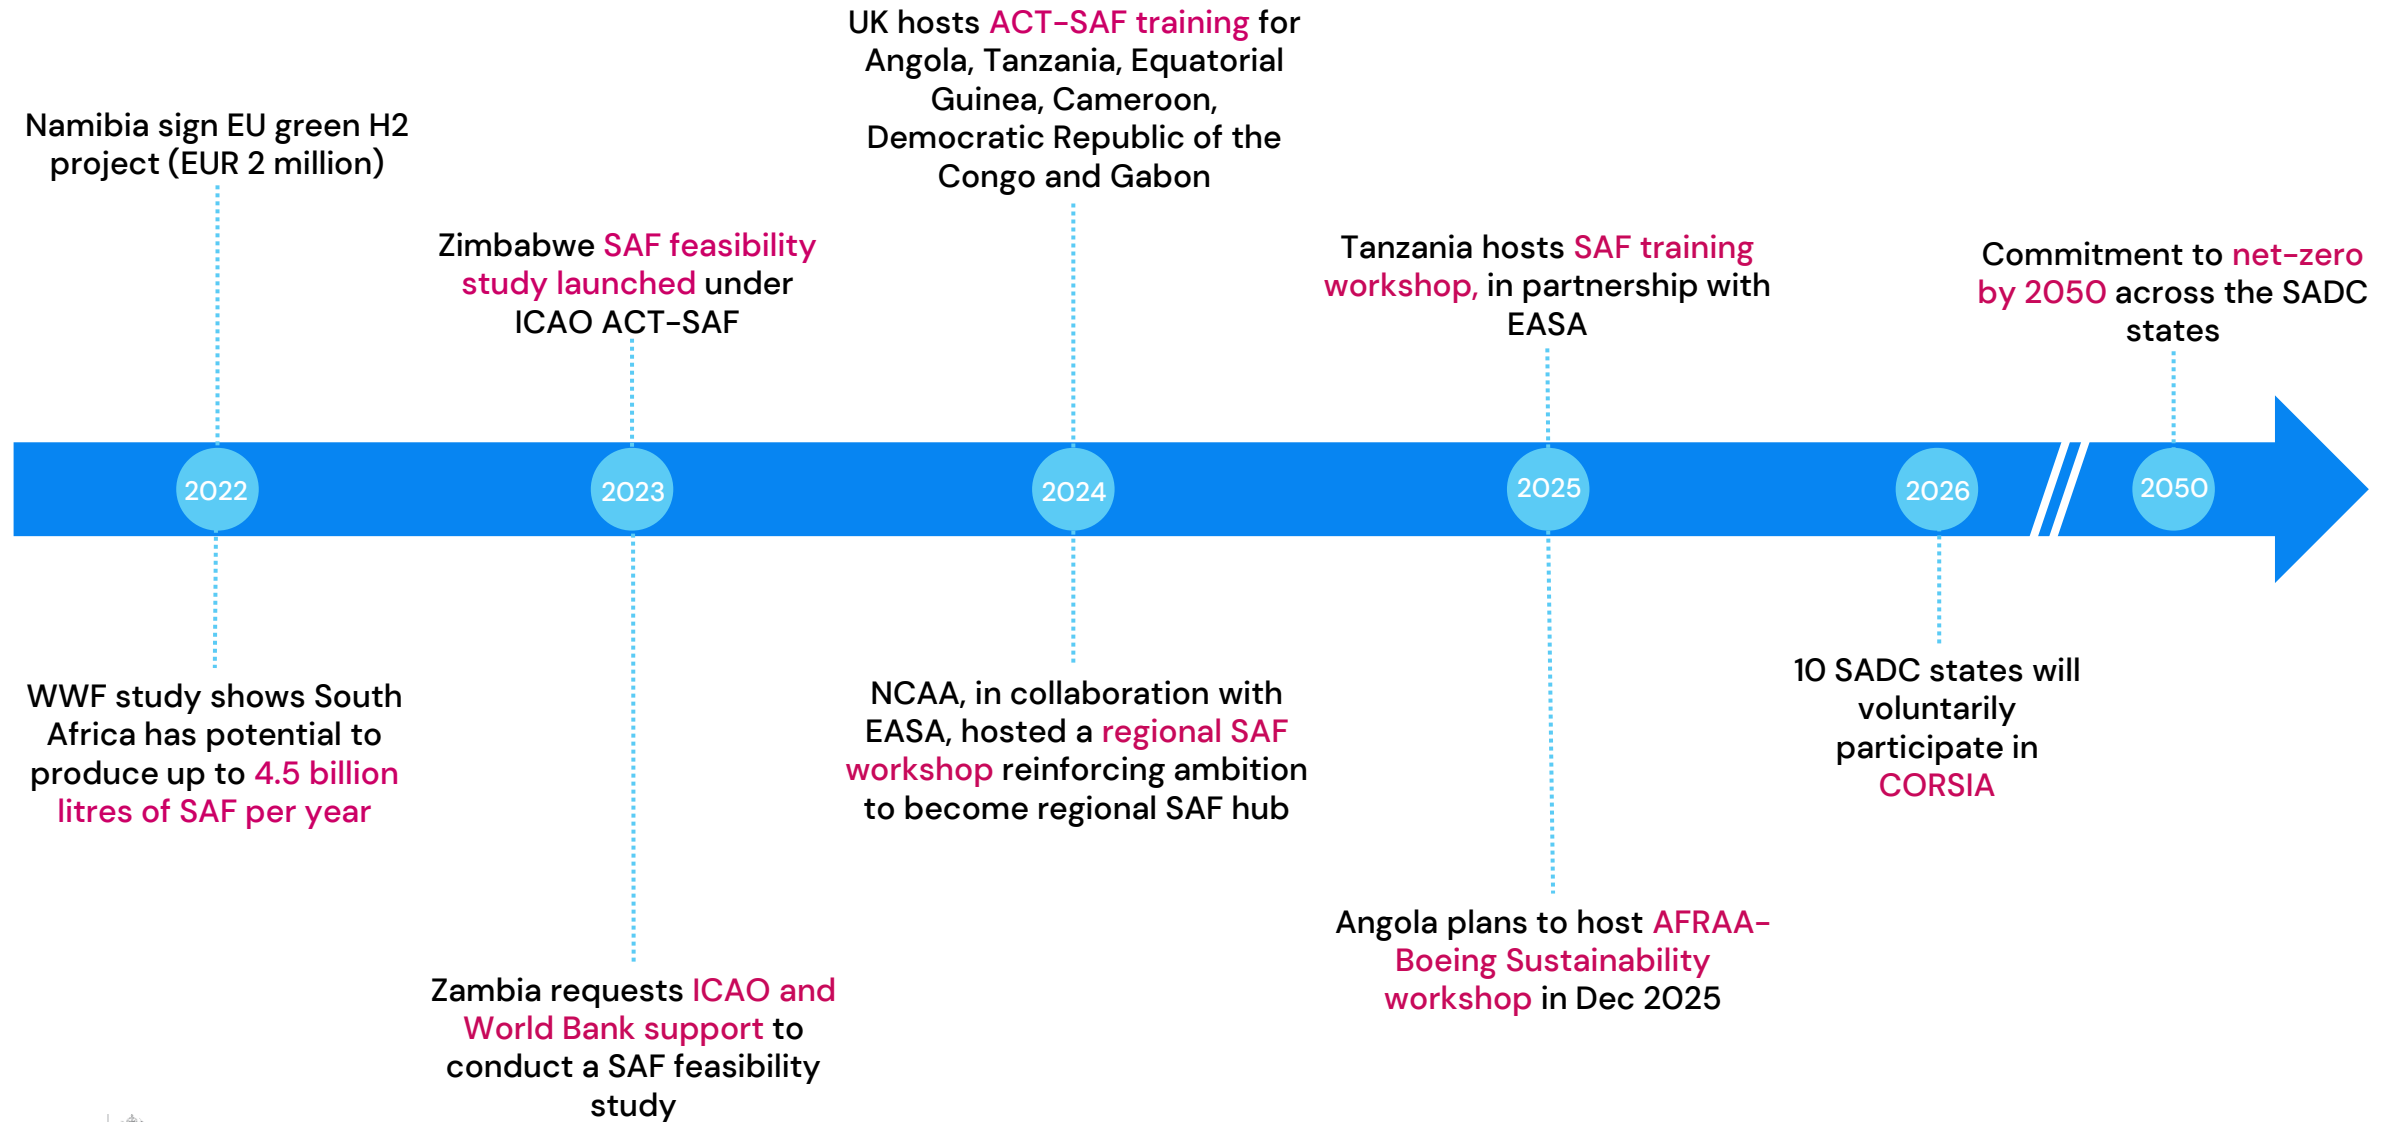 UK hosts ACT-SAF training for
Angola, Tanzania, Equatorial
Guinea, Cameroon,
Democratic Republic of the
Congo and Gabon
Namibia sign EU green H2
project (EUR 2 million)
Zimbabwe SAF feasibility
study launched under
ICAO ACT-SAF
Tanzania hosts SAF training
workshop, in partnership with
EASA
Commitment to net-zero
by 2050 across the SADC
states
2022
2023
2024
2025
2026
2050
WWF study shows South
Africa has potential to
produce up to 4.5 billion
litres of SAF per year
Zambia requests ICAO and
World Bank support to
conduct a SAF feasibility
study
NCAA, in collaboration with
EASA, hosted a regional SAF
workshop reinforcing ambition
to become regional SAF hub
Angola plans to host AFRAA-
Boeing Sustainability
workshop in Dec 2025
10 SADC states will
voluntarily
participate in
CORSIA